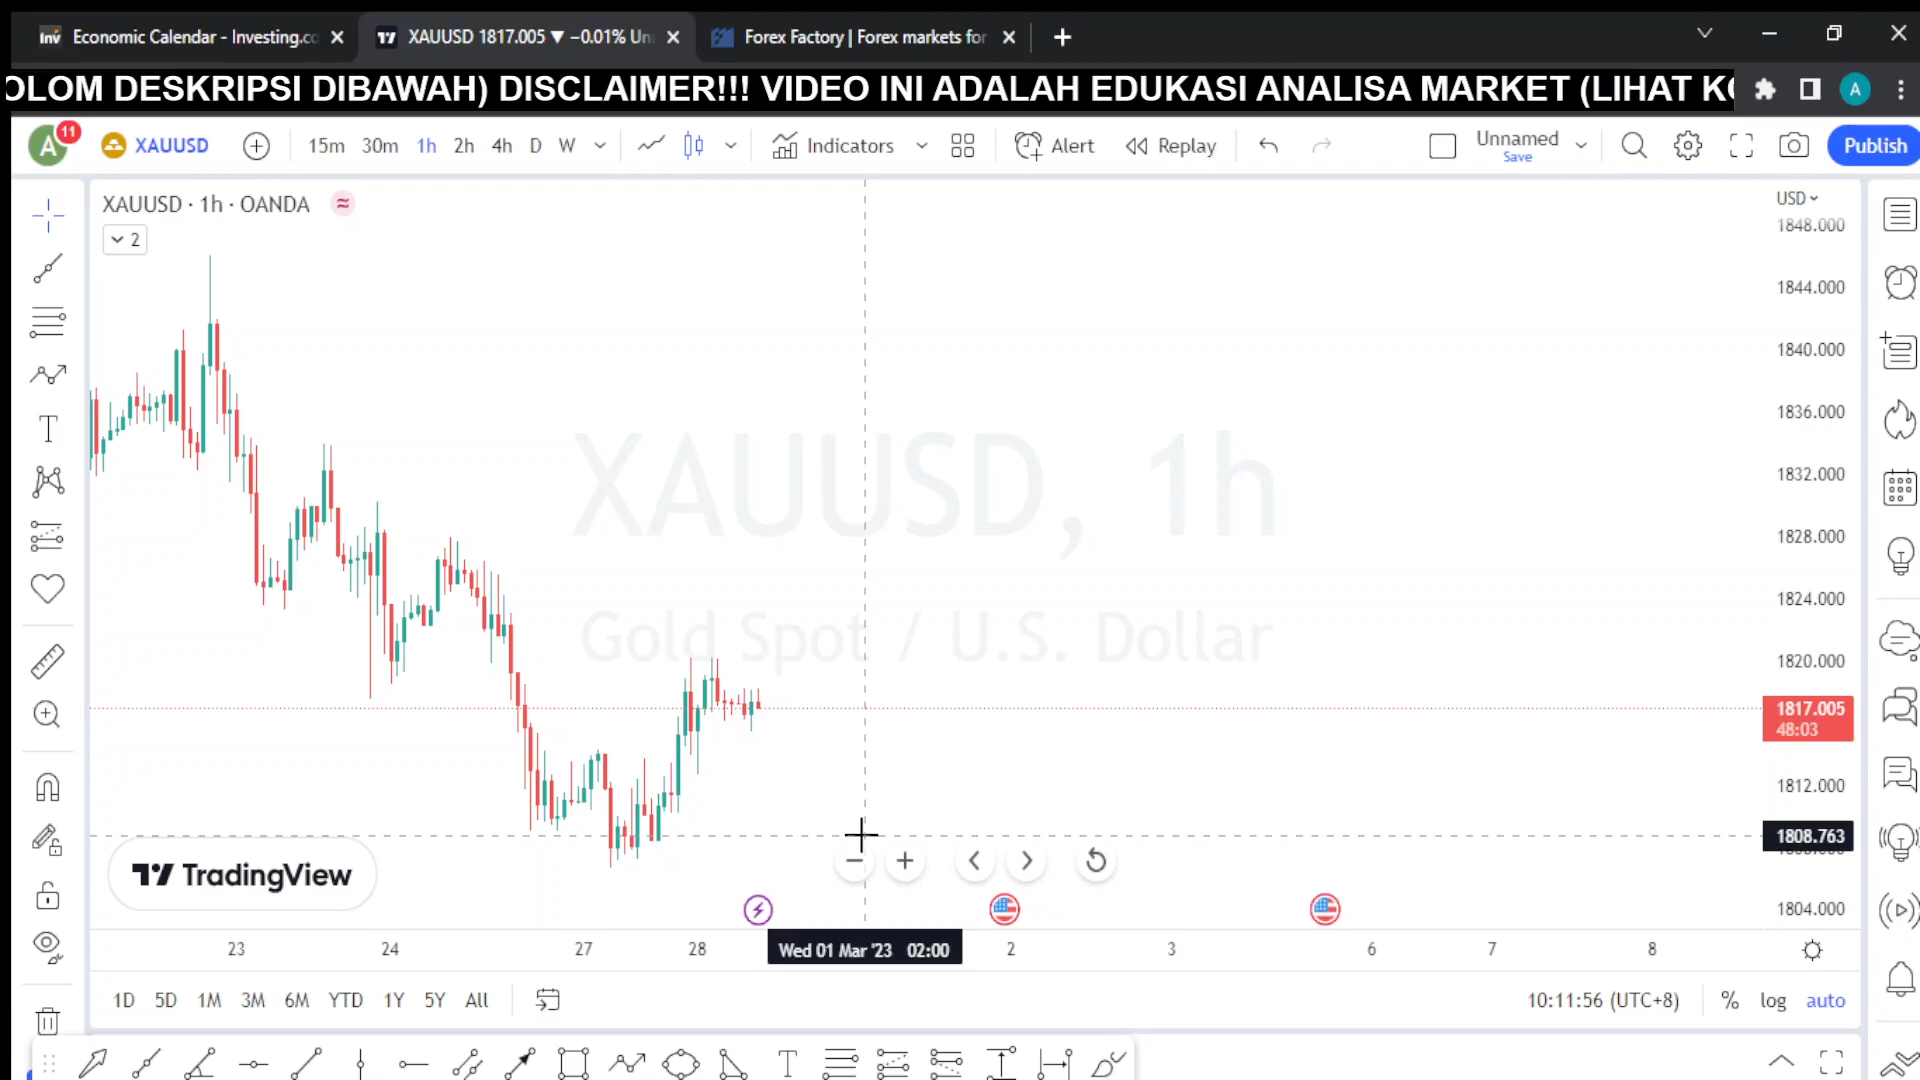 Inv Economic Calendar - Investing.co
XAUUSD 1817.005 ▼ −0.01% Un
Forex Factory | Forex markets for
OLOM DESKRIPSI DIBAWAH) DISCLAIMER!!! VIDEO INI ADALAH EDUKASI ANALISA MARKET (LIHAT KO
A
A 11 XAUUSD 15m 30m 1h 2h 4h D W Indicators Alert Replay Unnamed Save Publish
XAUUSD · 1h · OANDA
2
USD
1848.000
1844.000
1840.000
1836.000
1832.000
1828.000
1824.000
1820.000
1817.005
48:03
1812.000
1808.763
1804.000
XAUUSD, 1h
Gold Spot / U.S. Dollar
TradingView
23 24 27 28 Wed 01 Mar '23 02:00 2 3 6 7 8
1D 5D 1M 3M 6M YTD 1Y 5Y All 10:11:56 (UTC+8) % log auto